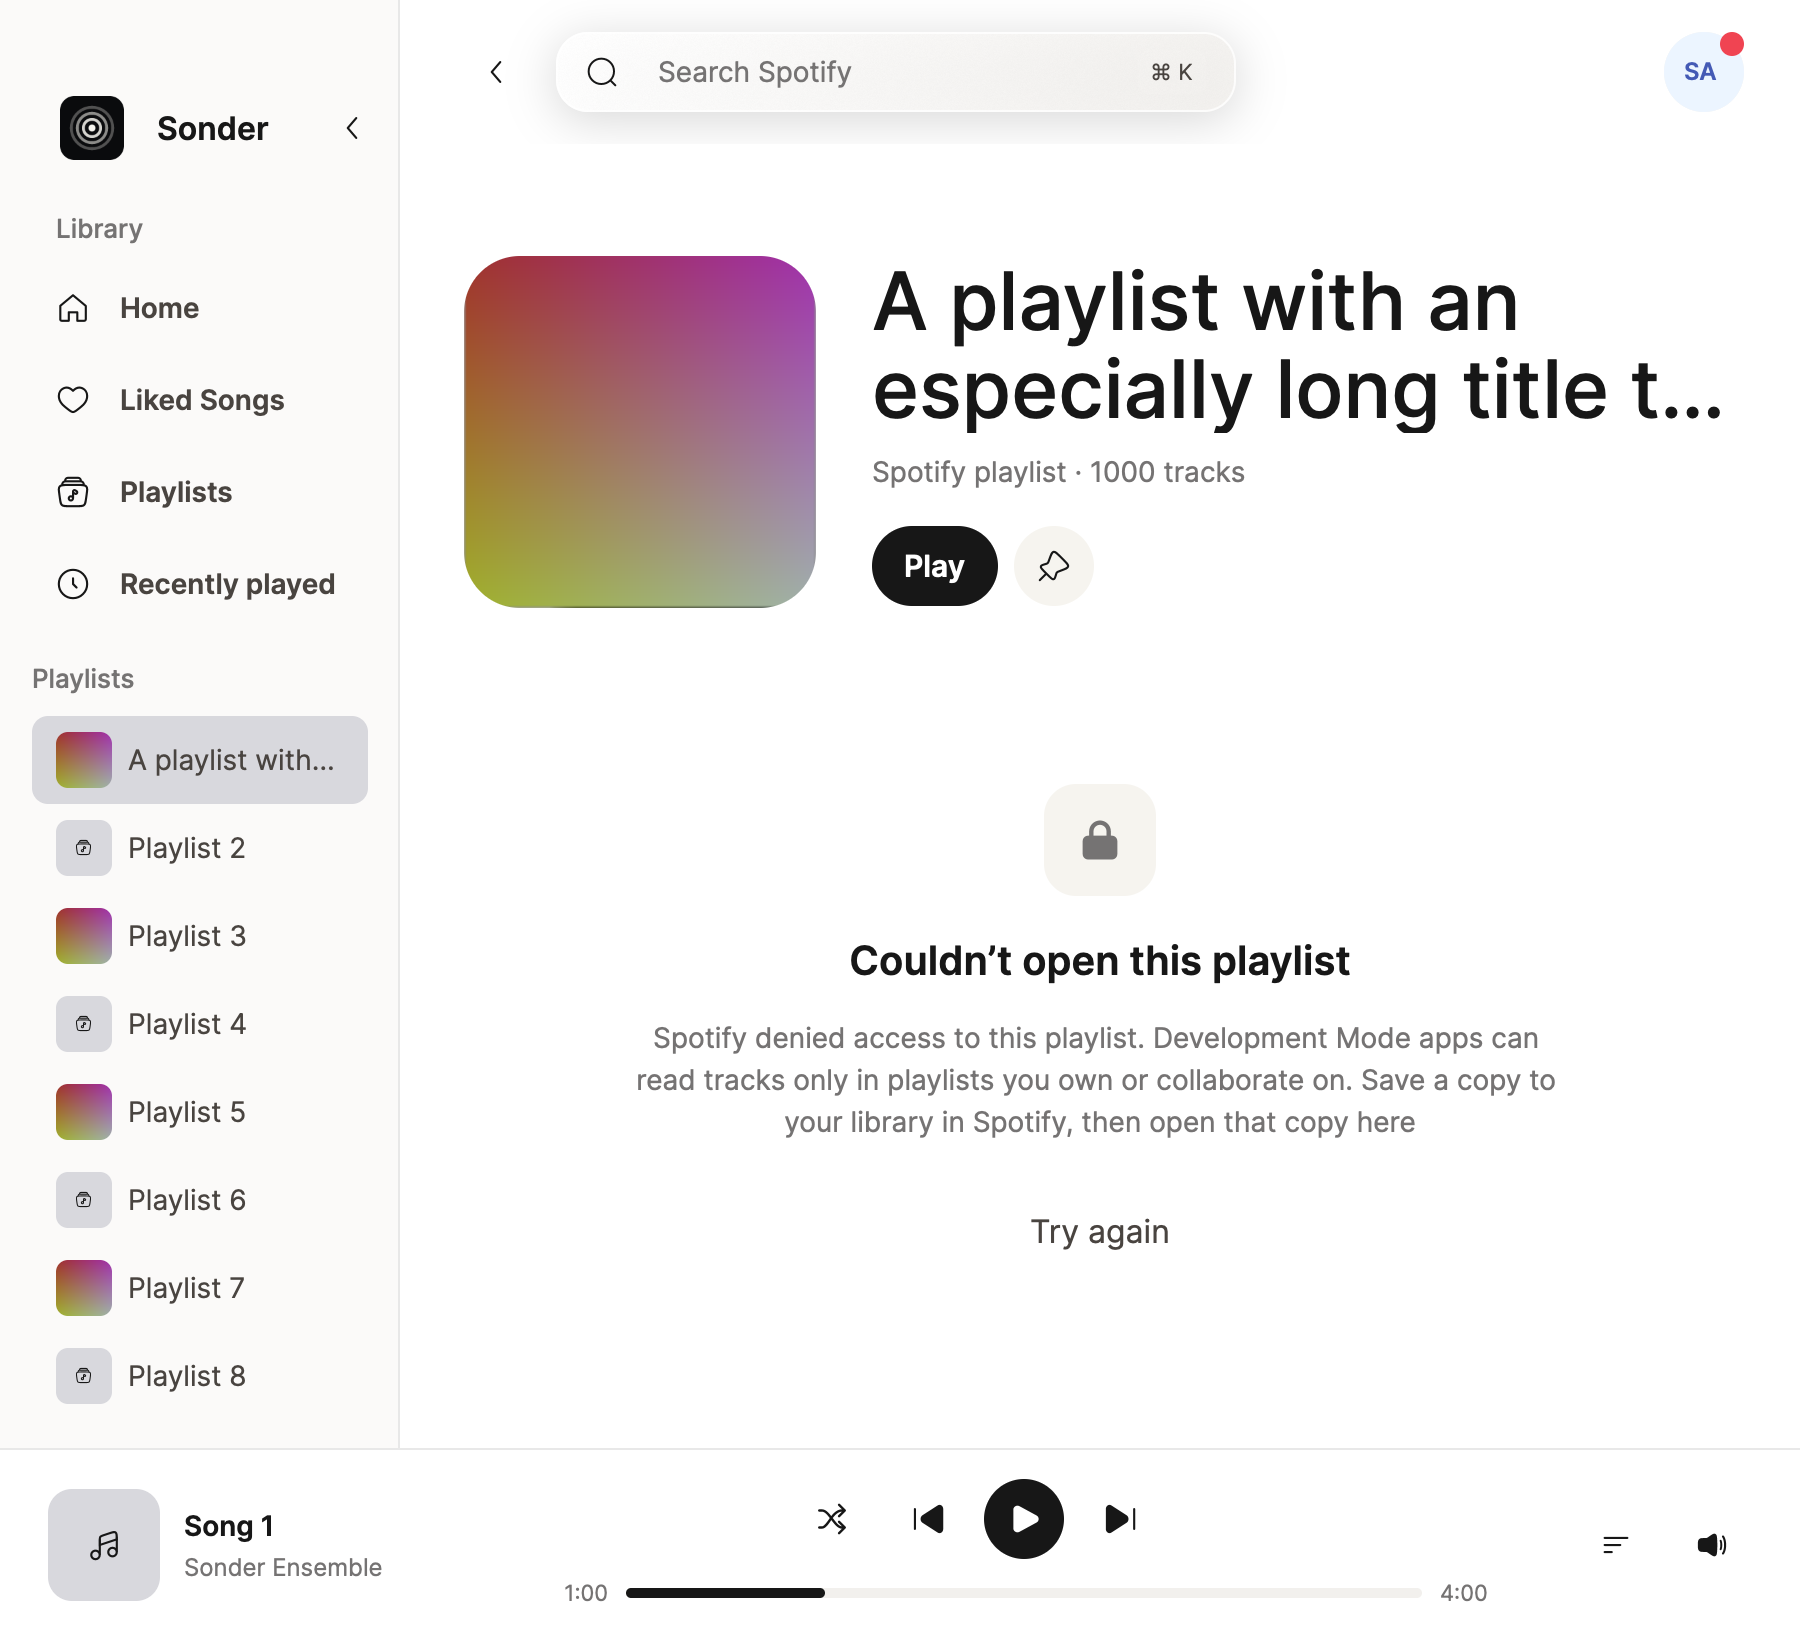 Sonder
Library
Home
Liked Songs
Playlists
Recently played
Playlists
A playlist with...
Playlist 2
Playlist 3
Playlist 4
Playlist 5
Playlist 6
Playlist 7
Playlist 8
Search Spotify
⌘ K
SA
A playlist with an
especially long title t...
Spotify playlist · 1000 tracks
Play
Couldn’t open this playlist
Spotify denied access to this playlist. Development Mode apps can
read tracks only in playlists you own or collaborate on. Save a copy to
your library in Spotify, then open that copy here
Try again
Song 1
Sonder Ensemble
1:00
4:00